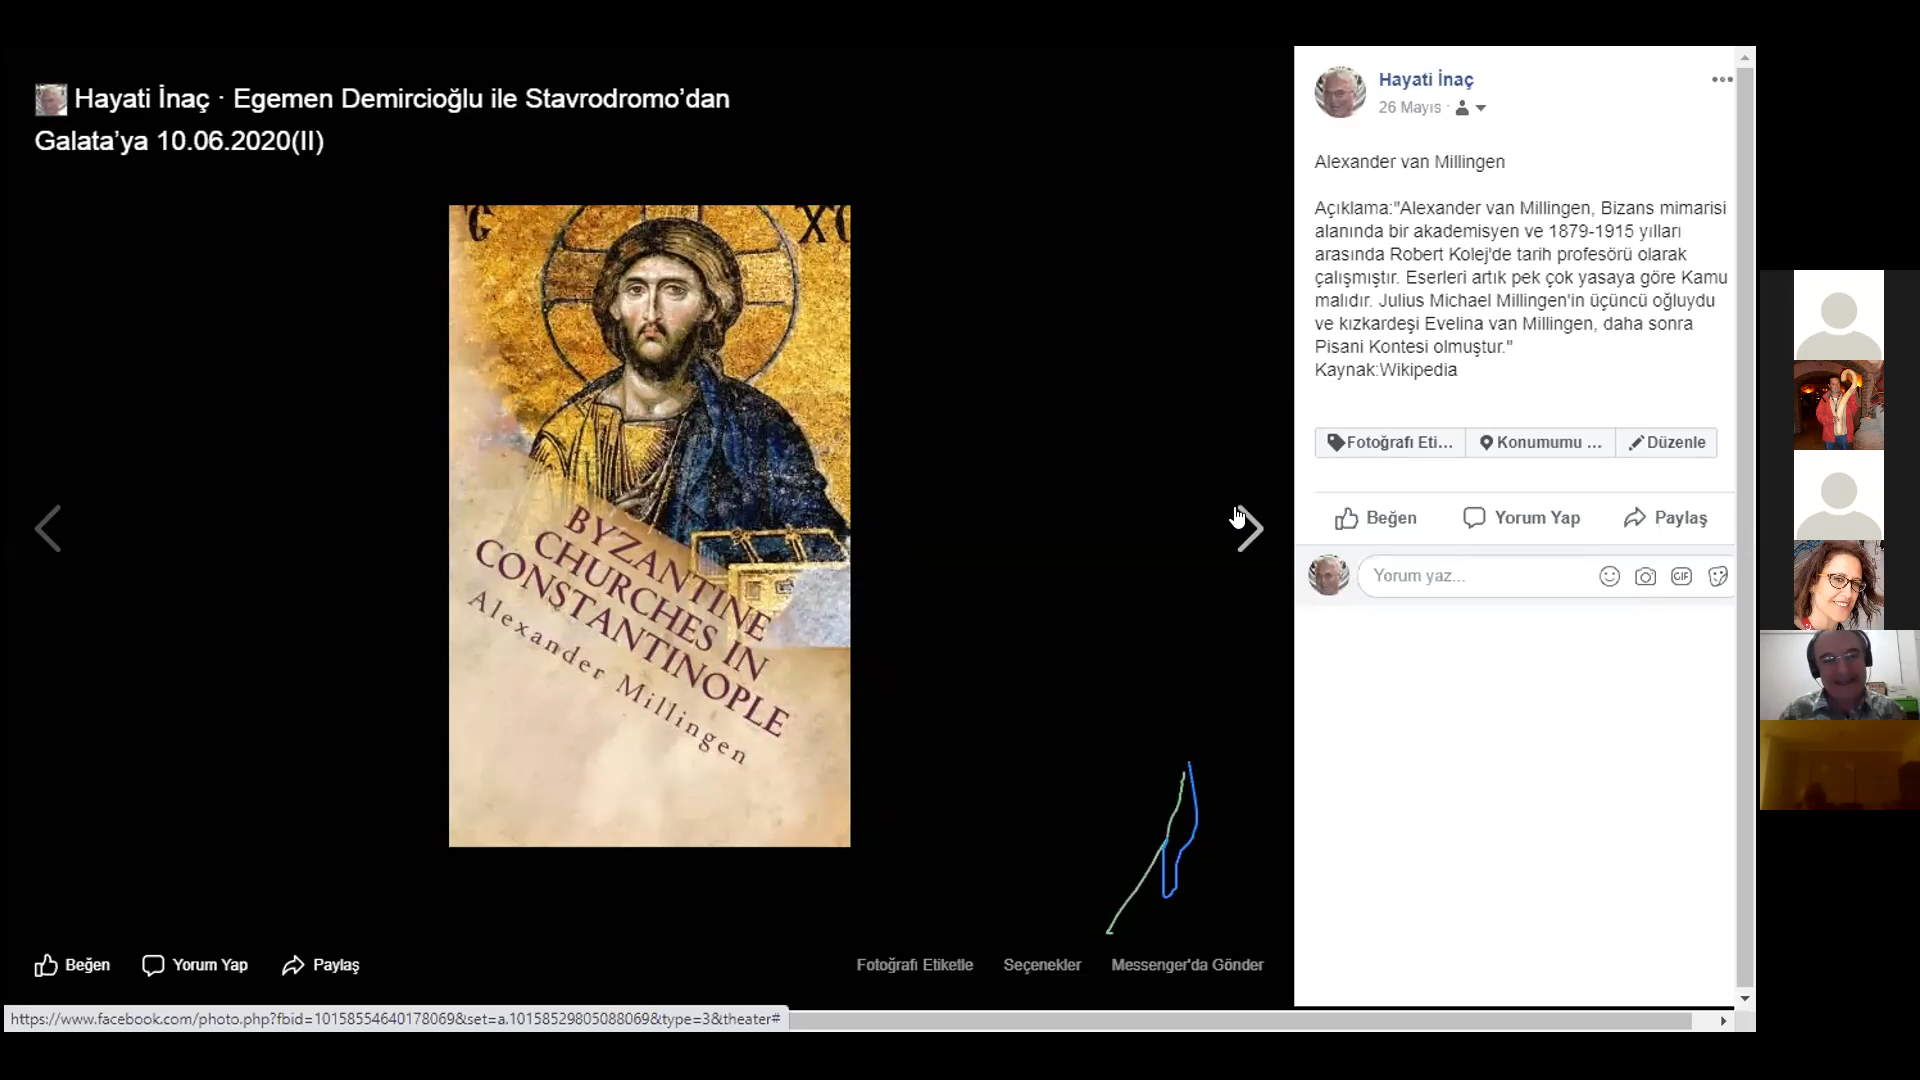 Hayati İnaç · Egemen Demircioğlu ile Stavrodromo’dan
Galata’ya 10.06.2020(II)
BYZANTINE
CHURCHES IN
CONSTANTINOPLE
Alexander Millingen
Beğen Yorum Yap Paylaş
Fotoğrafı Etiketle Seçenekler Messenger'da Gönder
https://www.facebook.com/photo.php?fbid=10158554640178069&set=a.10158529805088069&type=3&theater#
Hayati İnaç
26 Mayıs ·
Alexander van Millingen
Açıklama:"Alexander van Millingen, Bizans mimarisi
alanında bir akademisyen ve 1879-1915 yılları
arasında Robert Kolej'de tarih profesörü olarak
çalışmıştır. Eserleri artık pek çok yasaya göre Kamu
malıdır. Julius Michael Millingen'in üçüncü oğluydu
ve kızkardeşi Evelina van Millingen, daha sonra
Pisani Kontesi olmuştur."
Kaynak:Wikipedia
Fotoğrafı Eti... Konumumu ... Düzenle
Beğen Yorum Yap Paylaş
Yorum yaz...
GIF